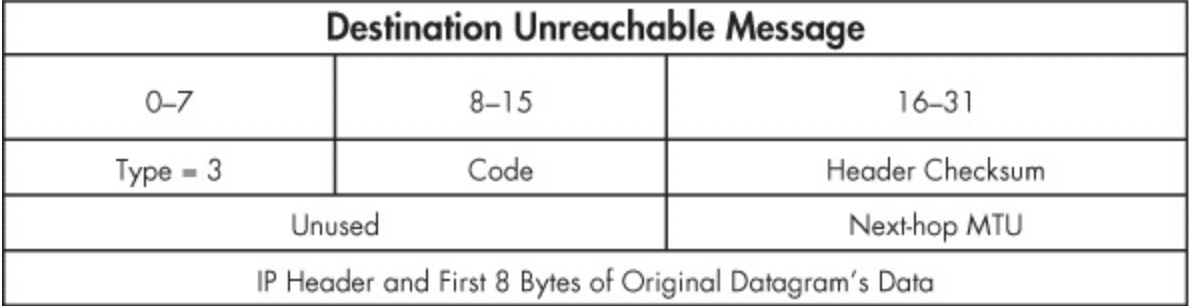 Destination Unreachable Message
0–7 8–15 16–31
Type = 3 Code Header Checksum
Unused Next-hop MTU
IP Header and First 8 Bytes of Original Datagram’s Data